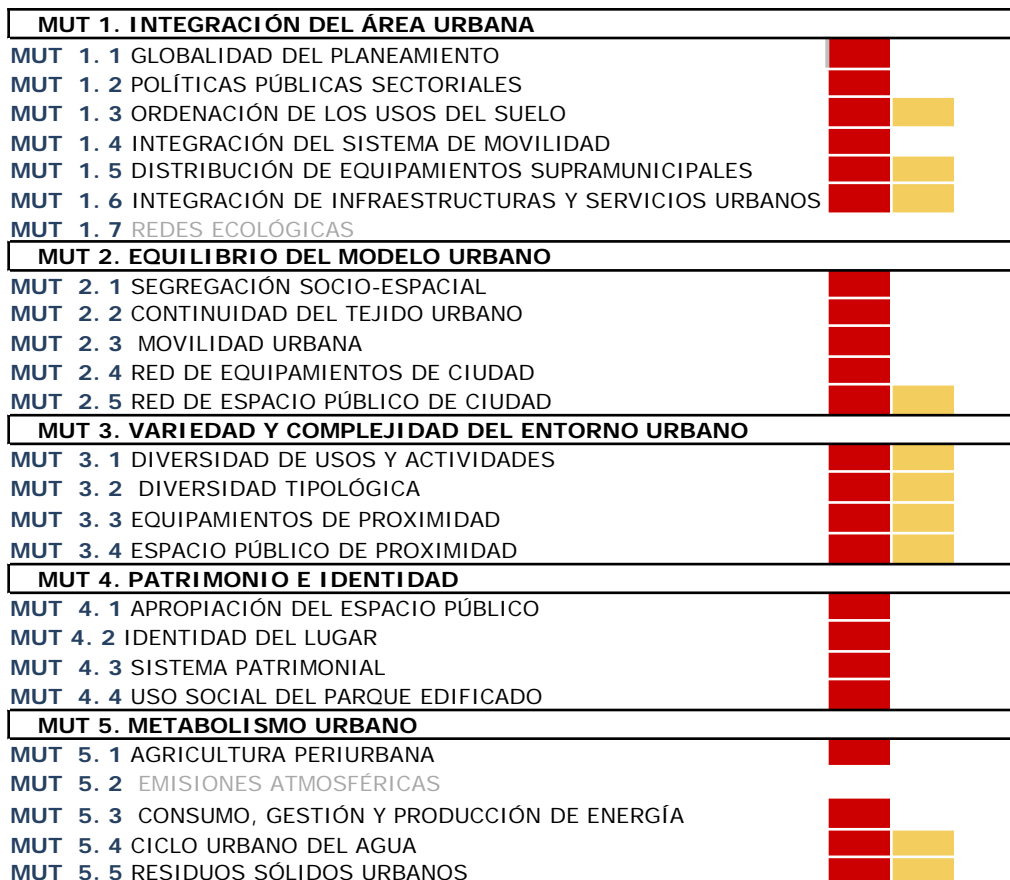 MUT 1. INTEGRACIÓN DEL ÁREA URBANA
MUT 1. 1 GLOBALIDAD DEL PLANEAMIENTO
MUT 1. 2 POLÍTICAS PÚBLICAS SECTORIALES
MUT 1. 3 ORDENACIÓN DE LOS USOS DEL SUELO
MUT 1. 4 INTEGRACIÓN DEL SISTEMA DE MOVILIDAD
MUT 1. 5 DISTRIBUCIÓN DE EQUIPAMIENTOS SUPRAMUNICIPALES
MUT 1. 6 INTEGRACIÓN DE INFRAESTRUCTURAS Y SERVICIOS URBANOS
MUT 1. 7 REDES ECOLÓGICAS
MUT 2. EQUILIBRIO DEL MODELO URBANO
MUT 2. 1 SEGREGACIÓN SOCIO-ESPACIAL
MUT 2. 2 CONTINUIDAD DEL TEJIDO URBANO
MUT 2. 3 MOVILIDAD URBANA
MUT 2. 4 RED DE EQUIPAMIENTOS DE CIUDAD
MUT 2. 5 RED DE ESPACIO PÚBLICO DE CIUDAD
MUT 3. VARIEDAD Y COMPLEJIDAD DEL ENTORNO URBANO
MUT 3. 1 DIVERSIDAD DE USOS Y ACTIVIDADES
MUT 3. 2 DIVERSIDAD TIPOLÓGICA
MUT 3. 3 EQUIPAMIENTOS DE PROXIMIDAD
MUT 3. 4 ESPACIO PÚBLICO DE PROXIMIDAD
MUT 4. PATRIMONIO E IDENTIDAD
MUT 4. 1 APROPIACIÓN DEL ESPACIO PÚBLICO
MUT 4. 2 IDENTIDAD DEL LUGAR
MUT 4. 3 SISTEMA PATRIMONIAL
MUT 4. 4 USO SOCIAL DEL PARQUE EDIFICADO
MUT 5. METABOLISMO URBANO
MUT 5. 1 AGRICULTURA PERIURBANA
MUT 5. 2 EMISIONES ATMOSFÉRICAS
MUT 5. 3 CONSUMO, GESTIÓN Y PRODUCCIÓN DE ENERGÍA
MUT 5. 4 CICLO URBANO DEL AGUA
MUT 5. 5 RESIDUOS SÓLIDOS URBANOS